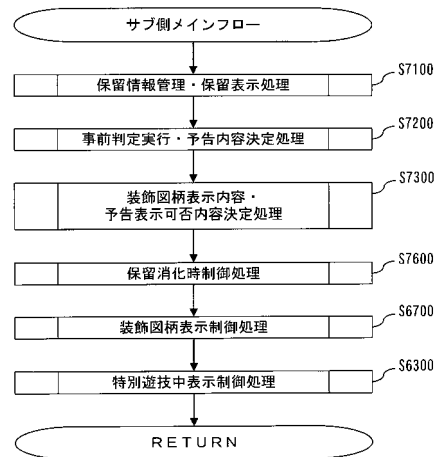 サブ側メインフロー
S7100
保留情報管理・保留表示処理
S7200
事前判定実行・予告内容決定処理
S7300
装飾図柄表示内容・
予告表示可否内容決定処理
S7600
保留消化時制御処理
S6700
装飾図柄表示制御処理
S6300
特別遊技中表示制御処理
RETURN